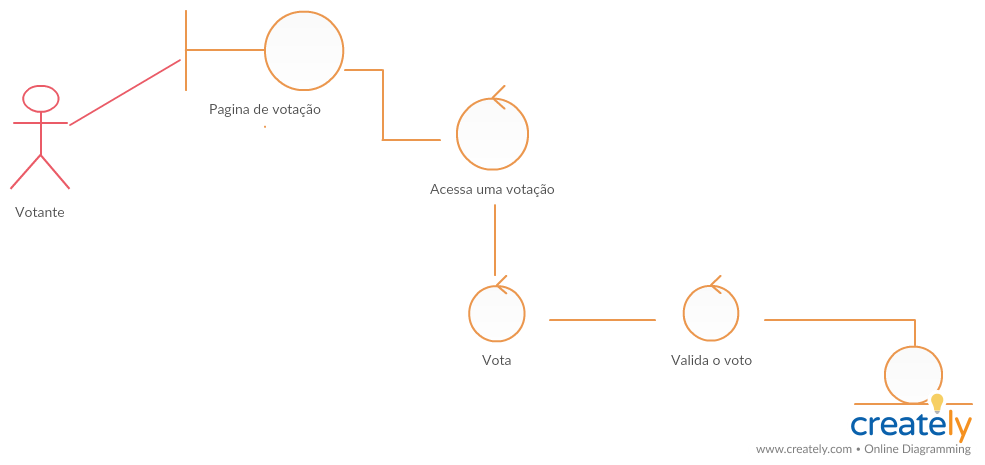 Pagina de votação
Acessa uma votação
Votante
Vota
Valida o voto
creately
www.creately.com • Online Diagramming